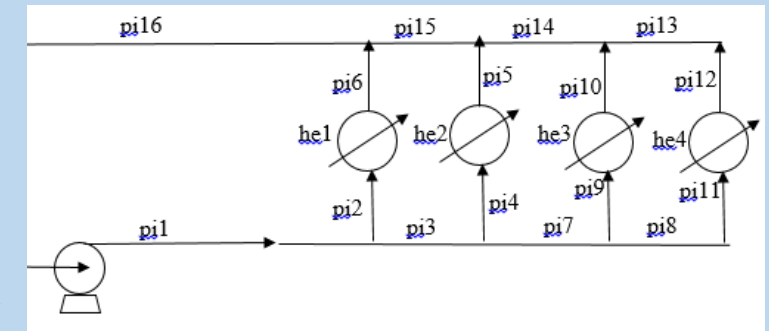 pi16 pi15 pi14 pi13
pi6 pi5 pi10 pi12
he1 he2 he3 he4
pi2 pi4 pi9 pi11
pi1 pi3 pi7 pi8